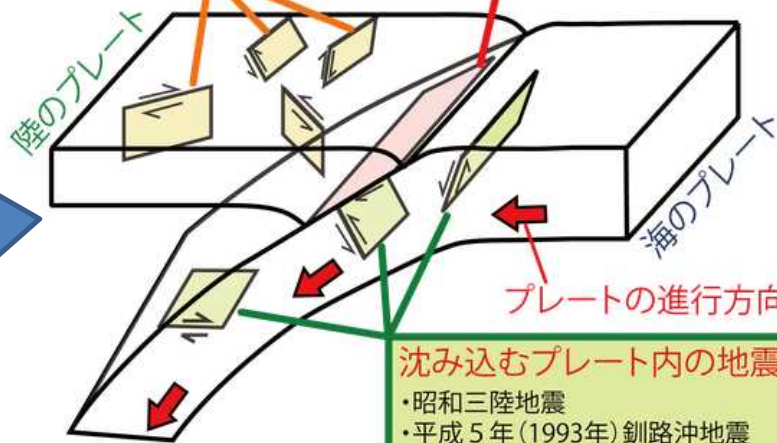 陸のプレート
海のプレート
プレートの進行方向
沈み込むプレート内の地震
・昭和三陸地震
・平成5年(1993年)釧路沖地震